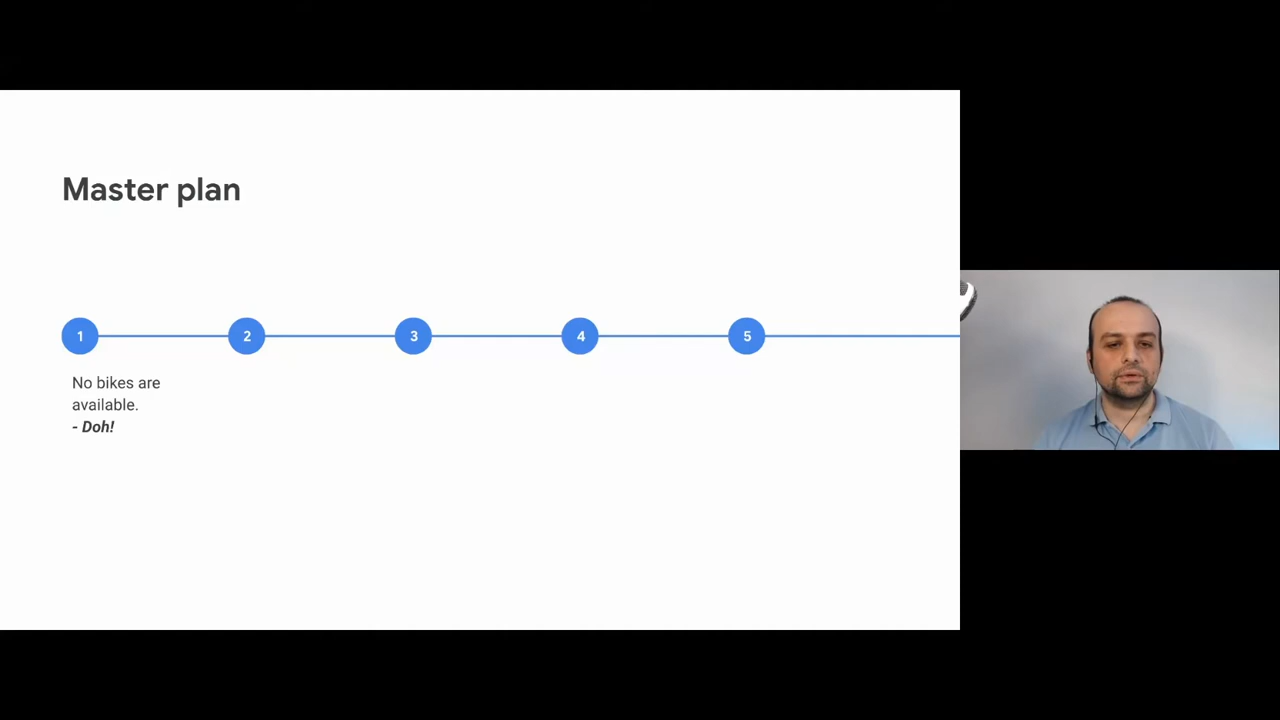 Master plan
1 2 3 4 5
No bikes are
available.
- Doh!